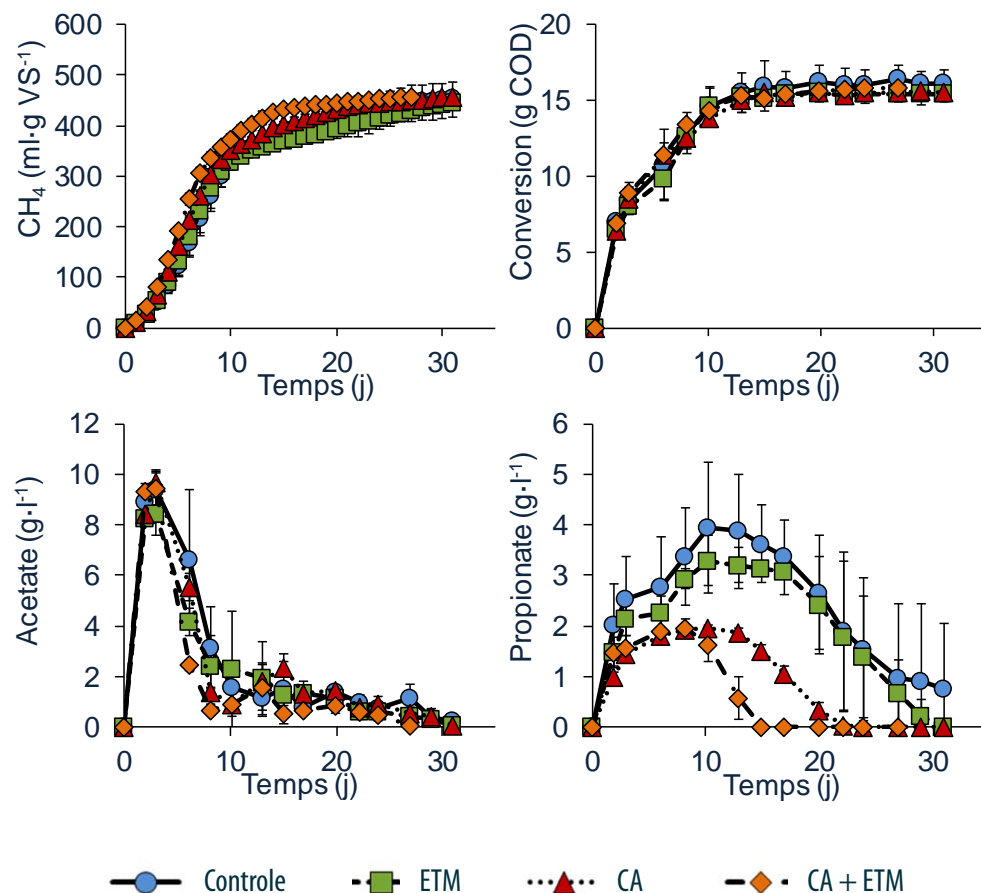 CH₄ (ml·g VS⁻¹)
600
500
400
300
200
100
0
0 10 20 30
Temps (j)
Conversion (g COD)
20
15
10
5
0
0 10 20 30
Temps (j)
Acetate (g·l⁻¹)
12
10
8
6
4
2
0
0 10 20 30
Temps (j)
Propionate (g·l⁻¹)
6
5
4
3
2
1
0
0 10 20 30
Temps (j)
Controle ETM CA CA + ETM